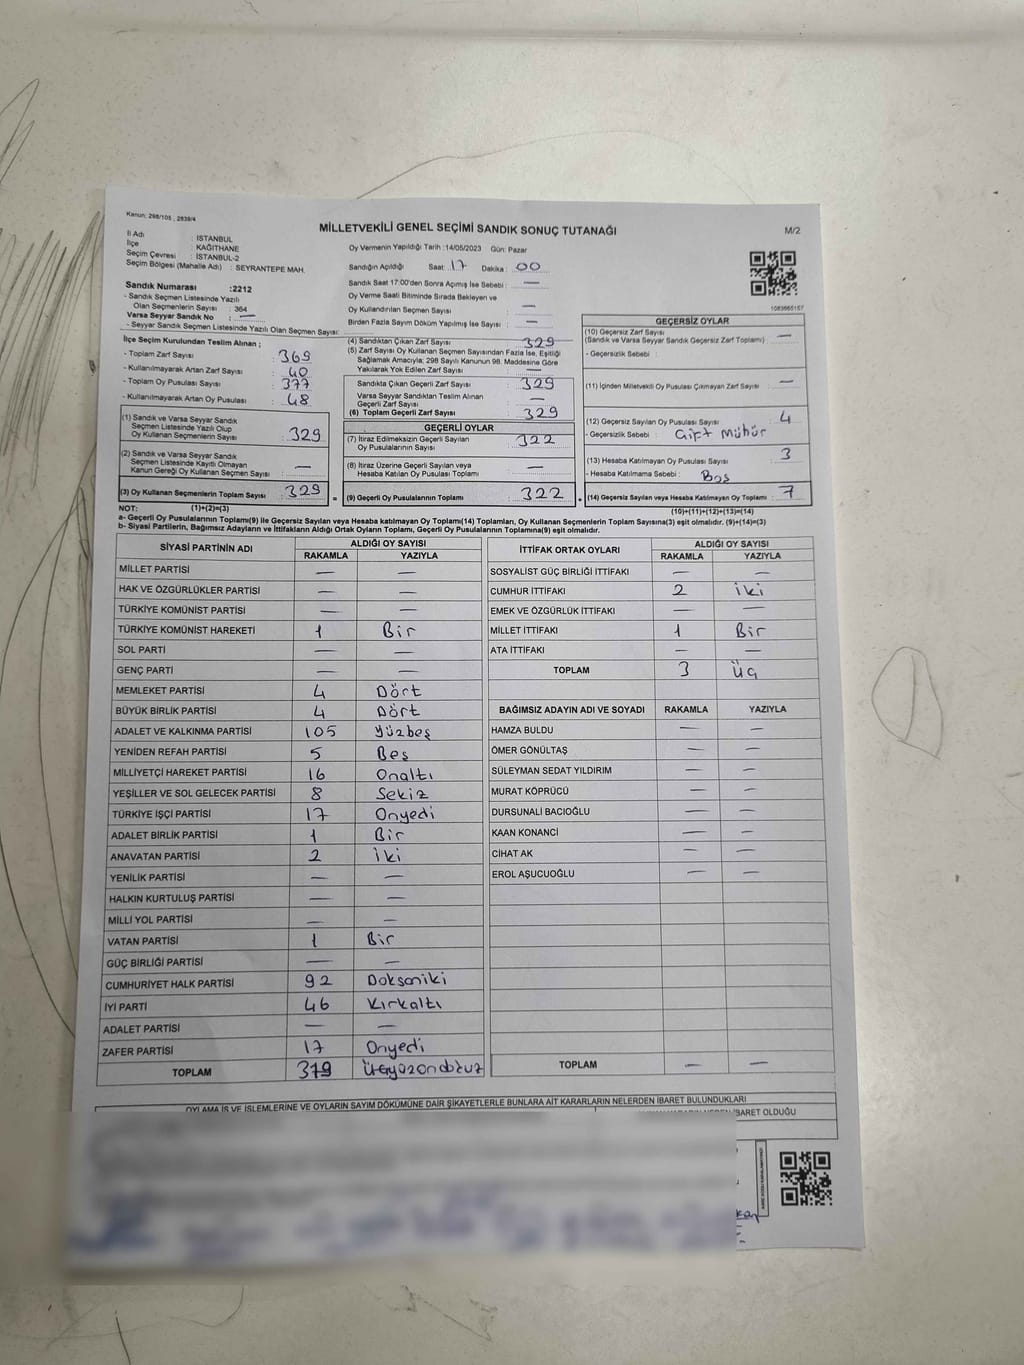 Kanun: 298/105 , 2839/4
MİLLETVEKİLİ GENEL SEÇİMİ SANDIK SONUÇ TUTANAĞI
M/2
İl Adı : İSTANBUL
İlçe : KAĞITHANE
Seçim Çevresi : İSTANBUL-2
Seçim Bölgesi (Mahalle Adı) : SEYRANTEPE MAH.
Oy Vermenin Yapıldığı Tarih :14/05/2023 Gün: Pazar
Sandığın Açıldığı Saat: 17 Dakika : 00
Sandık Saat 17:00'den Sonra Açımış İse Sebebi : —
Oy Verme Saati Bitiminde Sırada Bekleyen ve
Oy Kullandırılan Seçmen Sayısı : —
Birden Fazla Sayım Döküm Yapılmış İse Sayısı : —
Sandık Numarası :2212
- Sandık Seçmen Listesinde Yazılı
Olan Seçmenlerin Sayısı : 364
Varsa Seyyar Sandık No : —
- Seyyar Sandık Seçmen Listesinde Yazılı Olan Seçmen Sayısı:
İlçe Seçim Kurulundan Teslim Alınan ;
- Toplam Zarf Sayısı : 369
- Kullanılmayarak Artan Zarf Sayısı : 40
- Toplam Oy Pusulası Sayısı : 377
- Kullanılmayarak Artan Oy Pusulası : 48
(1) Sandık ve Varsa Seyyar Sandık
Seçmen Listesinde Yazılı Olup
Oy Kullanan Seçmenlerin Sayısı : 329
(2) Sandık ve Varsa Seyyar Sandık
Seçmen Listesinde Kayıtlı Olmayan
Kanun Gereği Oy Kullanan Seçmen Sayısı : —
(3) Oy Kullanan Seçmenlerin Toplam Sayısı : 329
(4) Sandıktan Çıkan Zarf Sayısı : 329
(5) Zarf Sayısı Oy Kullanan Seçmen Sayısından Fazla İse, Eşitliği
Sağlamak Amacıyla; 298 Sayılı Kanunun 98. Maddesine Göre
Yakılarak Yok Edilen Zarf Sayısı : —
Sandıkta Çıkan Geçerli Zarf Sayısı : 329
Varsa Seyyar Sandıktan Teslim Alınan
Geçerli Zarf Sayısı : —
(6) Toplam Geçerli Zarf Sayısı : 329
GEÇERLİ OYLAR
(7) İtiraz Edilmeksizin Geçerli Sayılan
Oy Pusulalarının Sayısı : 322
(8) İtiraz Üzerine Geçerli Sayılan veya
Hesaba Katılan Oy Pusulası Toplamı : —
= (9) Geçerli Oy Pusulalarının Toplamı : 322
1083665157
GEÇERSİZ OYLAR
(10) Geçersiz Zarf Sayısı
(Sandık ve Varsa Seyyar Sandık Geçersiz Zarf Toplamı) : —
- Geçersizlik Sebebi :
(11) İçinden Milletvekili Oy Pusulası Çıkmayan Zarf Sayısı : —
(12) Geçersiz Sayılan Oy Pusulası Sayısı : 4
- Geçersizlik Sebebi : Çift Mühür
(13) Hesaba Katılmayan Oy Pusulası Sayısı : 3
- Hesaba Katılmama Sebebi : Boş
+ (14) Geçersiz Sayılan veya Hesaba Katılmayan Oy Toplamı : 7
NOT: (1)+(2)=(3) (10)+(11)+(12)+(13)=(14)
a- Geçerli Oy Pusulalarının Toplamı(9) ile Geçersiz Sayılan veya Hesaba katılmayan Oy Toplamı(14) Toplamları, Oy Kullanan Seçmenlerin Toplam Sayısına(3) eşit olmalıdır. (9)+(14)=(3)
b- Siyasi Partilerin, Bağımsız Adayların ve İttifakların Aldığı Ortak Oyların Toplamı, Geçerli Oy Pusulalarının Toplamına(9) eşit olmalıdır.
SİYASİ PARTİNİN ADI ALDIĞI OY SAYISI
RAKAMLA YAZIYLA
MİLLET PARTİSİ — —
HAK VE ÖZGÜRLÜKLER PARTİSİ — —
TÜRKİYE KOMÜNİST PARTİSİ — —
TÜRKİYE KOMÜNİST HAREKETİ 1 Bir
SOL PARTİ — —
GENÇ PARTİ — —
MEMLEKET PARTİSİ 4 Dört
BÜYÜK BİRLİK PARTİSİ 4 Dört
ADALET VE KALKINMA PARTİSİ 105 Yüzbeş
YENİDEN REFAH PARTİSİ 5 Beş
MİLLİYETÇİ HAREKET PARTİSİ 16 Onaltı
YEŞİLLER VE SOL GELECEK PARTİSİ 8 Sekiz
TÜRKİYE İŞÇİ PARTİSİ 17 Onyedi
ADALET BİRLİK PARTİSİ 1 Bir
ANAVATAN PARTİSİ 2 İki
YENİLİK PARTİSİ — —
HALKIN KURTULUŞ PARTİSİ — —
MİLLİ YOL PARTİSİ — —
VATAN PARTİSİ 1 Bir
GÜÇ BİRLİĞİ PARTİSİ — —
CUMHURİYET HALK PARTİSİ 92 Doksaniki
İYİ PARTİ 46 Kırkaltı
ADALET PARTİSİ — —
ZAFER PARTİSİ 17 Onyedi
TOPLAM 319 Üçyüzondokuz
İTTİFAK ORTAK OYLARI ALDIĞI OY SAYISI
RAKAMLA YAZIYLA
SOSYALİST GÜÇ BİRLİĞİ İTTİFAKI — —
CUMHUR İTTİFAKI 2 iki
EMEK VE ÖZGÜRLÜK İTTİFAKI — —
MİLLET İTTİFAKI 1 Bir
ATA İTTİFAKI — —
TOPLAM 3 Üç
BAĞIMSIZ ADAYIN ADI VE SOYADI RAKAMLA YAZIYLA
HAMZA BULDU — —
ÖMER GÖNÜLTAŞ — —
SÜLEYMAN SEDAT YILDIRIM — —
MURAT KÖPRÜCÜ — —
DURSUNALİ BACIOĞLU — —
KAAN KONANCİ — —
CİHAT AK — —
EROL AŞUCUOĞLU — —
TOPLAM — —
OYLAMA İŞ VE İŞLEMLERİNE VE OYLARIN SAYIM DÖKÜMÜNE DAİR ŞİKAYETLERLE BUNLARA AİT KARARLARIN NELERDEN İBARET BULUNDUKLARI
İBARET OLDUĞU